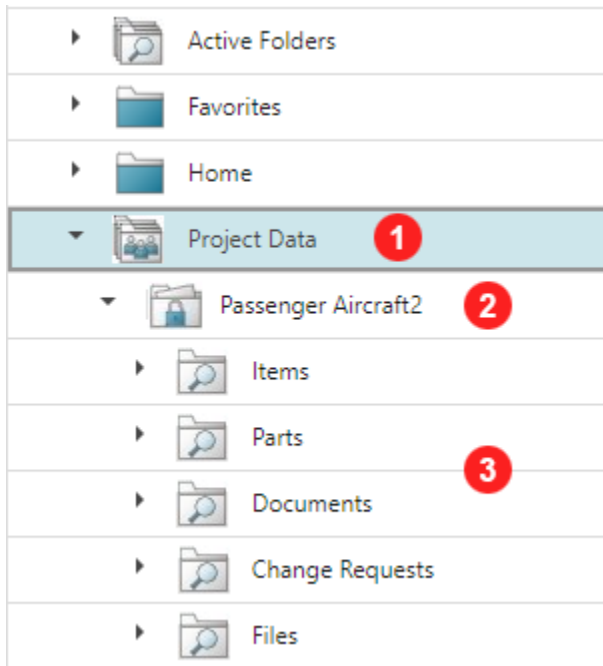 Active Folders
Favorites
Home
Project Data 1
Passenger Aircraft2 2
Items
Parts
3
Documents
Change Requests
Files